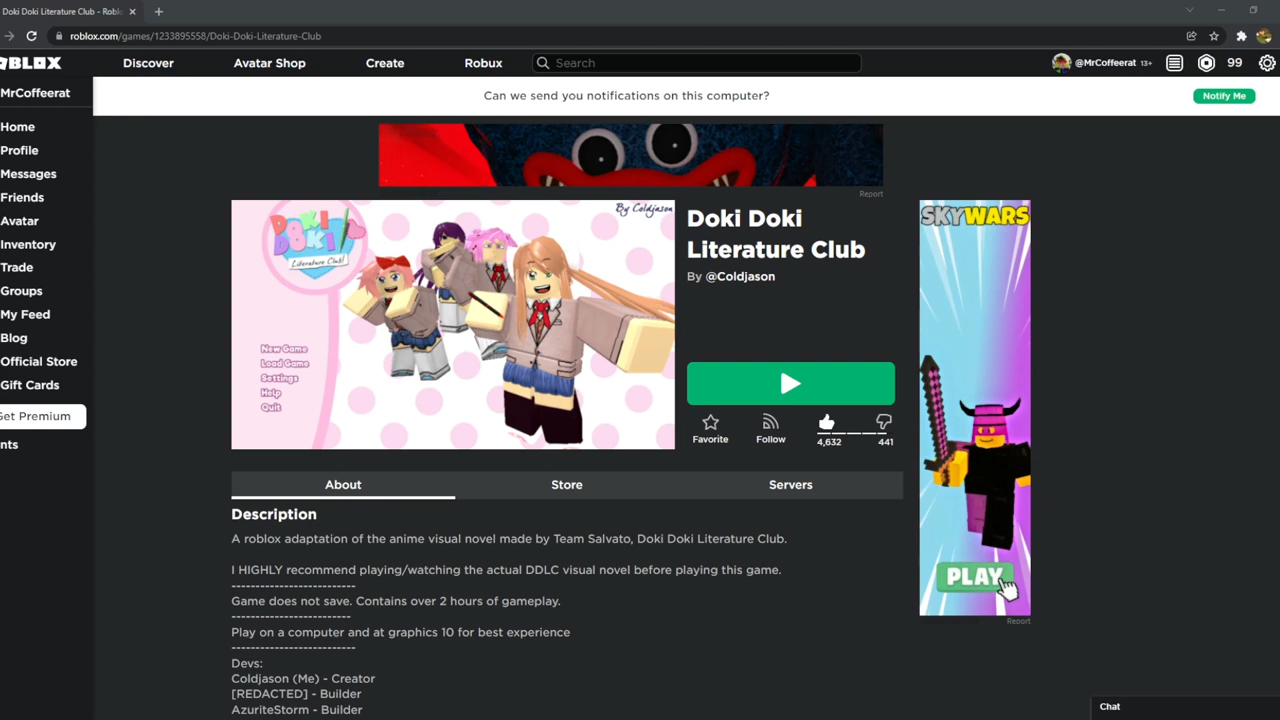 Doki Doki Literature Club - Robl
roblox.com/games/1233895558/Doki-Doki-Literature-Club
BLOX
Discover
Avatar Shop
Create
Robux
Search
@MrCoffeerat 13+
99
MrCoffeerat
Can we send you notifications on this computer?
Notify Me
Home
Profile
Messages
Friends
Avatar
Inventory
Trade
Groups
My Feed
Blog
Official Store
Gift Cards
Get Premium
nts
Report
DOKI
DOKI
Literature Club!
By Coldjason
New Game
Load Game
Settings
Help
Quit
Doki Doki
Literature Club
By @Coldjason
Favorite
Follow
4,632
441
SKYWARS
PLAY
Report
About
Store
Servers
Description
A roblox adaptation of the anime visual novel made by Team Salvato, Doki Doki Literature Club.
I HIGHLY recommend playing/watching the actual DDLC visual novel before playing this game.
--------------------------
Game does not save. Contains over 2 hours of gameplay.
-------------------------
Play on a computer and at graphics 10 for best experience
--------------------------
Devs:
Coldjason (Me) - Creator
[REDACTED] - Builder
AzuriteStorm - Builder
Chat